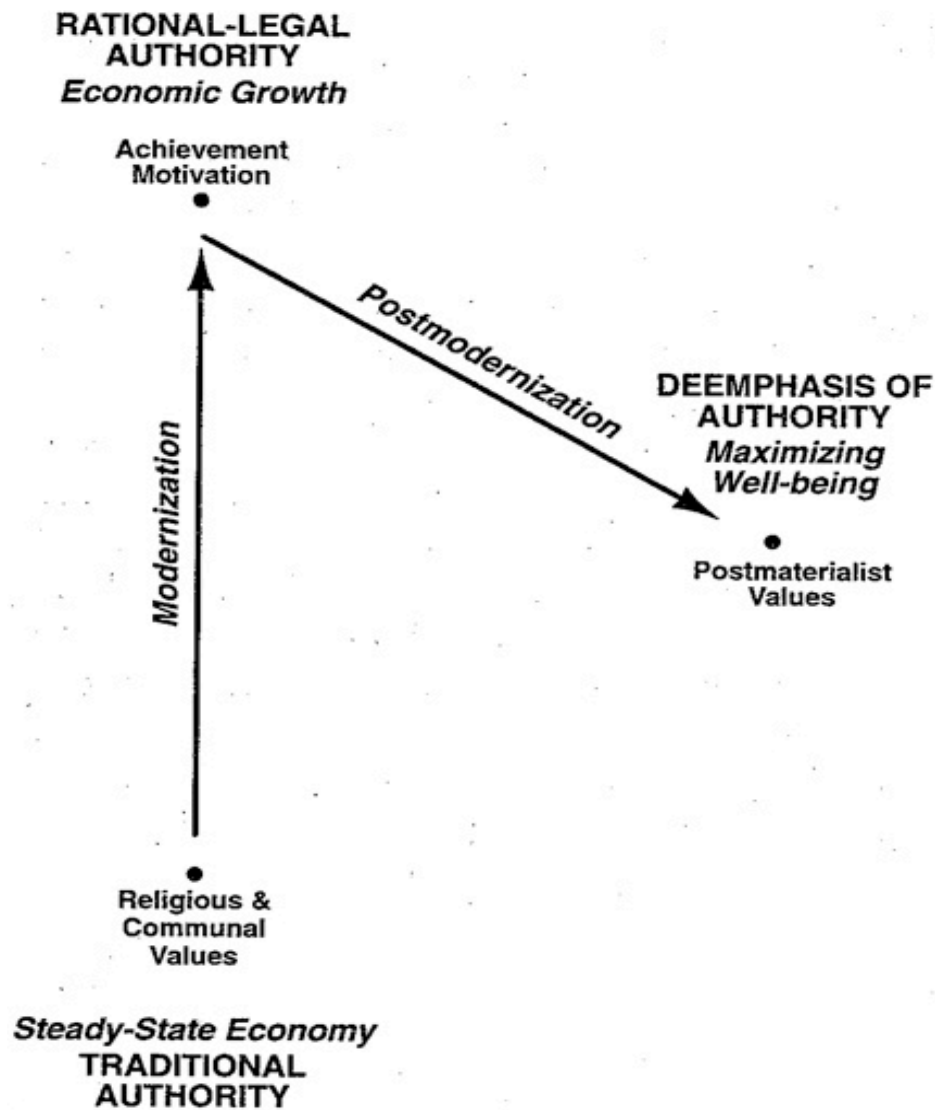 RATIONAL-LEGAL
AUTHORITY
Economic Growth
Achievement
Motivation
Postmodernization
DEEMPHASIS OF
AUTHORITY
Maximizing
Well-being
Modernization
Postmaterialist
Values
Religious &
Communal
Values
Steady-State Economy
TRADITIONAL
AUTHORITY